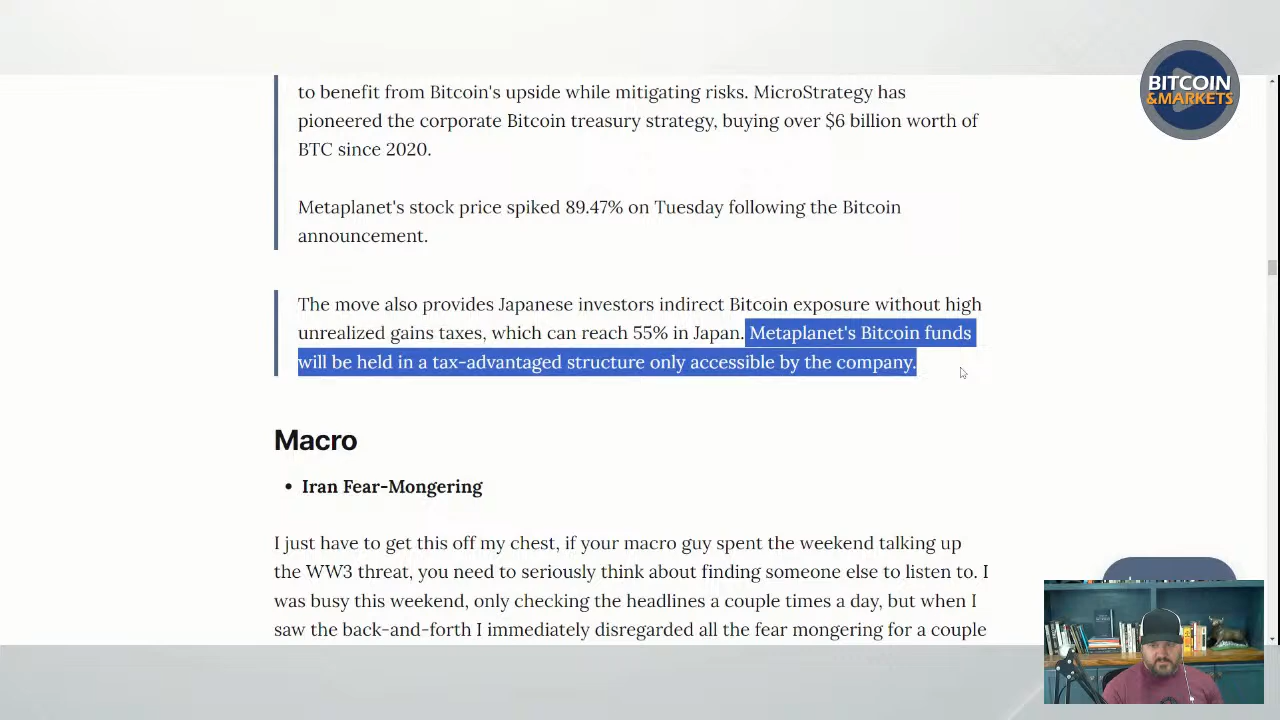 BITCOIN
&MARKETS
to benefit from Bitcoin's upside while mitigating risks. MicroStrategy has
pioneered the corporate Bitcoin treasury strategy, buying over $6 billion worth of
BTC since 2020.
Metaplanet's stock price spiked 89.47% on Tuesday following the Bitcoin
announcement.
The move also provides Japanese investors indirect Bitcoin exposure without high
unrealized gains taxes, which can reach 55% in Japan. Metaplanet's Bitcoin funds
will be held in a tax-advantaged structure only accessible by the company.
Macro
• Iran Fear-Mongering
I just have to get this off my chest, if your macro guy spent the weekend talking up
the WW3 threat, you need to seriously think about finding someone else to listen to. I
was busy this weekend, only checking the headlines a couple times a day, but when I
saw the back-and-forth I immediately disregarded all the fear mongering for a couple